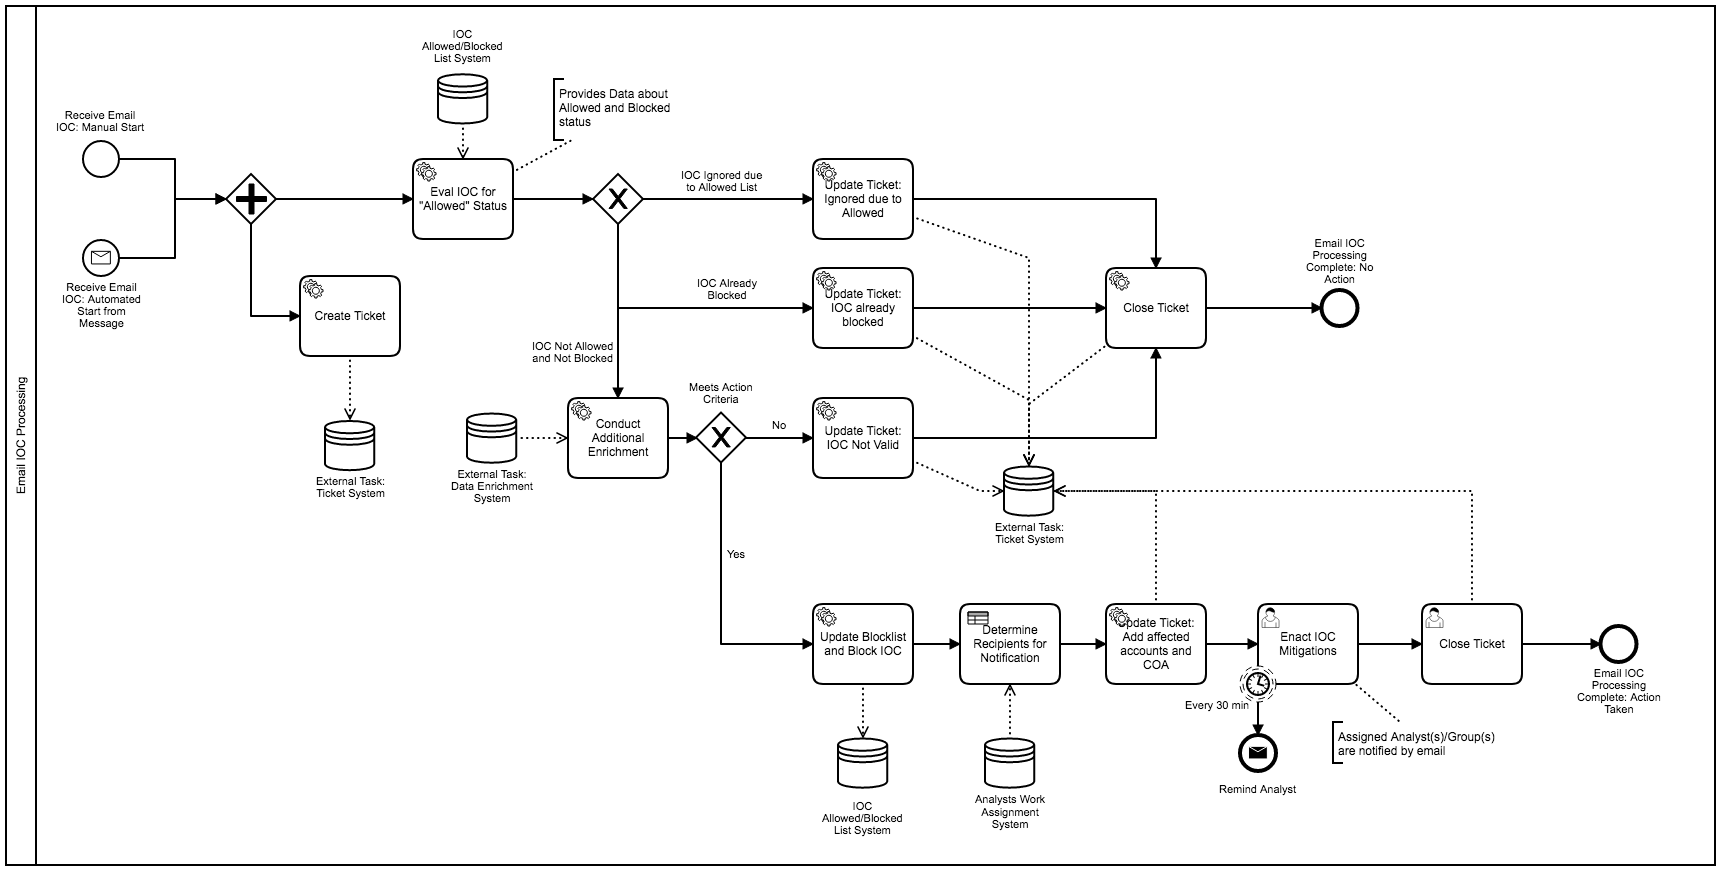 Email IOC Processing
Receive Email
IOC: Manual Start
Receive Email
IOC: Automated
Start from
Message
Create Ticket
External Task:
Ticket System
IOC
Allowed/Blocked
List System
Provides Data about
Allowed and Blocked
status
Eval IOC for
"Allowed" Status
X
IOC Ignored due
to Allowed List
IOC Already
Blocked
IOC Not Allowed
and Not Blocked
Update Ticket:
Ignored due to
Allowed
Update Ticket:
IOC already
blocked
Close Ticket
Email IOC
Processing
Complete: No
Action
External Task:
Data Enrichment
System
Conduct
Additional
Enrichment
Meets Action
Criteria
X
No
Update Ticket:
IOC Not Valid
External Task:
Ticket System
Yes
Update Blocklist
and Block IOC
Determine
Recipients for
Notification
Update Ticket:
Add affected
accounts and
COA
Enact IOC
Mitigations
Close Ticket
Email IOC
Processing
Complete: Action
Taken
Every 30 min
Assigned Analyst(s)/Group(s)
are notified by email
Remind Analyst
IOC
Allowed/Blocked
List System
Analysts Work
Assignment
System